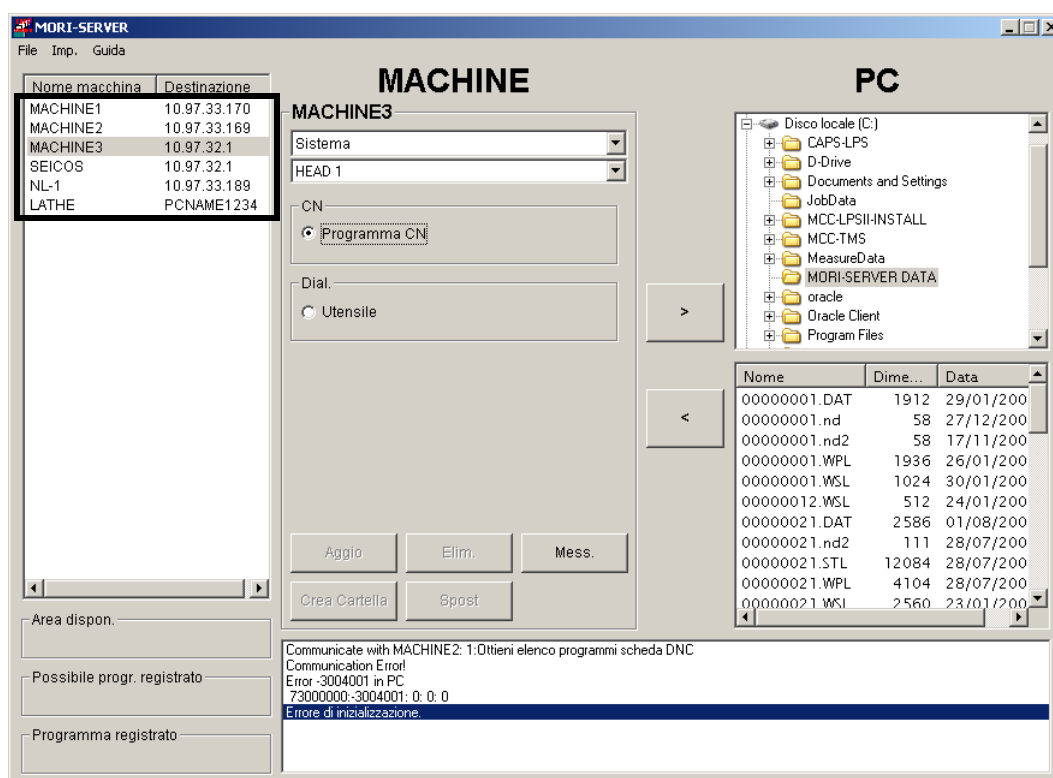 MORI-SERVER
File Imp. Guida
Nome macchina Destinazione
MACHINE1 10.97.33.170
MACHINE2 10.97.33.169
MACHINE3 10.97.32.1
SEICOS 10.97.32.1
NL-1 10.97.33.189
LATHE PCNAME1234
Area dispon.
Possibile progr. registrato
Programma registrato
MACHINE
MACHINE3
Sistema
HEAD 1
CN
Programma CN
Dial.
Utensile
Aggio Elim. Mess.
Crea Cartella Spost
>
<
PC
Disco locale (C:)
CAPS-LPS
D-Drive
Documents and Settings
JobData
MCC-LPSII-INSTALL
MCC-TMS
MeasureData
MORI-SERVER DATA
oracle
Oracle Client
Program Files
Nome Dime... Data
00000001.DAT 1912 29/01/200
00000001.nd 58 27/12/200
00000001.nd2 58 17/11/200
00000001.WPL 1936 26/01/200
00000001.WSL 1024 30/01/200
00000012.WSL 512 24/01/200
00000021.DAT 2586 01/08/200
00000021.nd2 111 28/07/200
00000021.STL 12084 28/07/200
00000021.WPL 4104 28/07/200
00000021.WSL 2560 23/01/200
Communicate with MACHINE2: 1:Ottieni elenco programmi scheda DNC
Communication Error!
Error -3004001 in PC
73000000:-3004001: 0: 0: 0
Errore di inizializzazione.